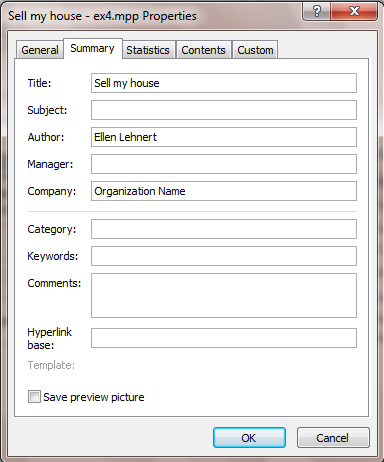 Sell my house - ex4.mpp Properties
General Summary Statistics Contents Custom
Title: Sell my house
Subject:
Author: Ellen Lehnert
Manager:
Company: Organization Name
Category:
Keywords:
Comments:
Hyperlink
base:
Template:
Save preview picture
OK Cancel